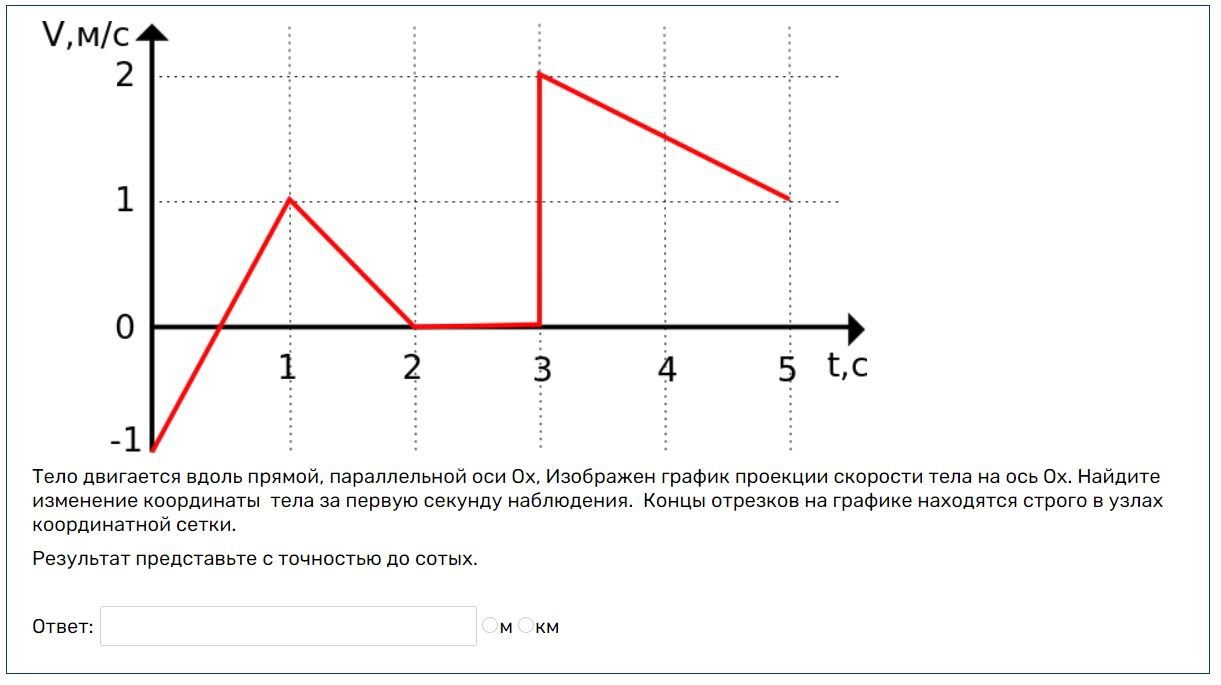 V,м/с
2
1
0
-1
1
2
3
4
5
t,с
Тело двигается вдоль прямой, параллельной оси Ox, Изображен график проекции скорости тела на ось Ox. Найдите
изменение координаты  тела за первую секунду наблюдения.  Концы отрезков на графике находятся строго в узлах
координатной сетки.
Результат представьте с точностью до сотых.
Ответ:
м
км